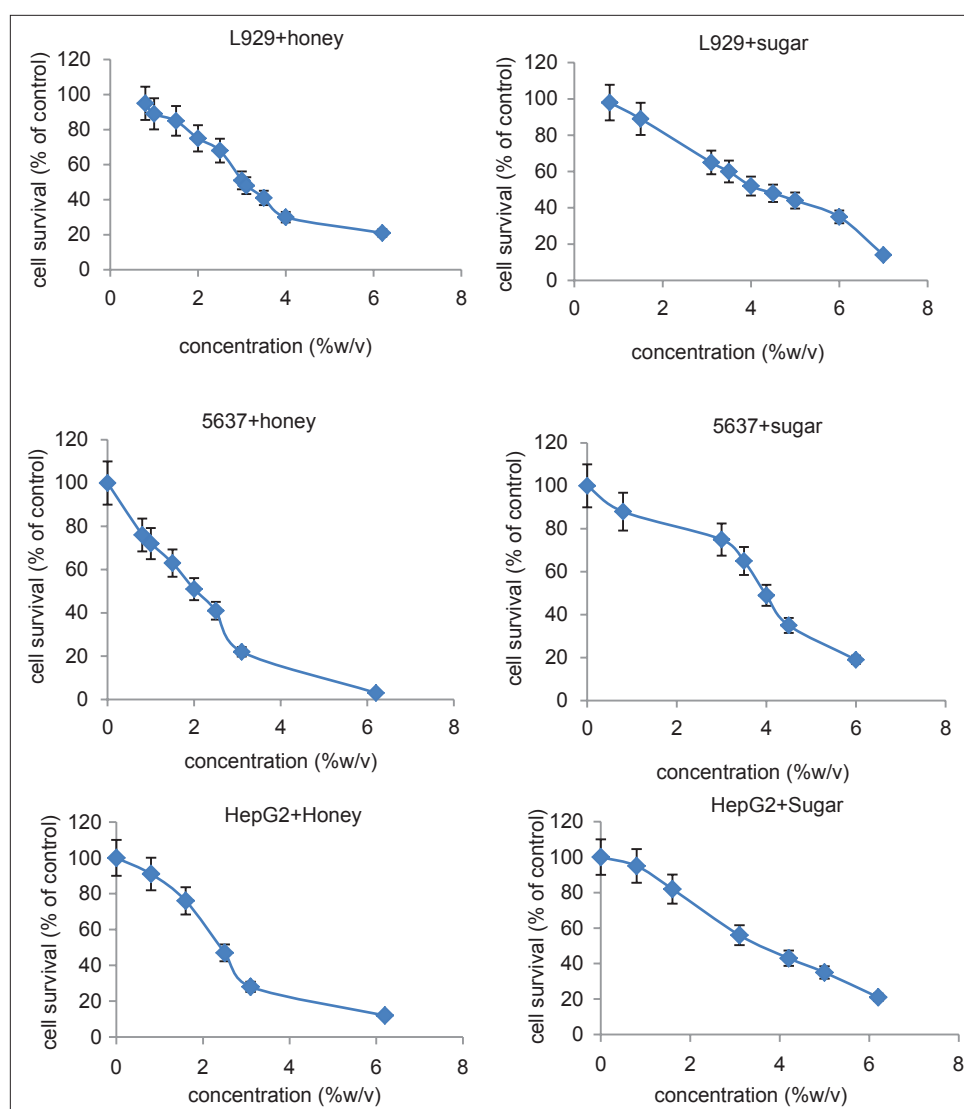 L929+honey
120
100
80
60
40
20
0
0 2 4 6 8
cell survival (% of control)
concentration (%w/v)
L929+sugar
120
100
80
60
40
20
0
0 2 4 6 8
cell survival (% of control)
concentration (%w/v)
5637+honey
120
100
80
60
40
20
0
0 2 4 6 8
cell survival (% of control)
concentration (%w/v)
5637+sugar
120
100
80
60
40
20
0
0 2 4 6 8
cell survival (% of control)
concentration (%w/v)
HepG2+Honey
120
100
80
60
40
20
0
0 2 4 6 8
cell survival (% of control)
concentration (%w/v)
HepG2+Sugar
120
100
80
60
40
20
0
0 2 4 6 8
cell survival (% of control)
concentration (%w/v)